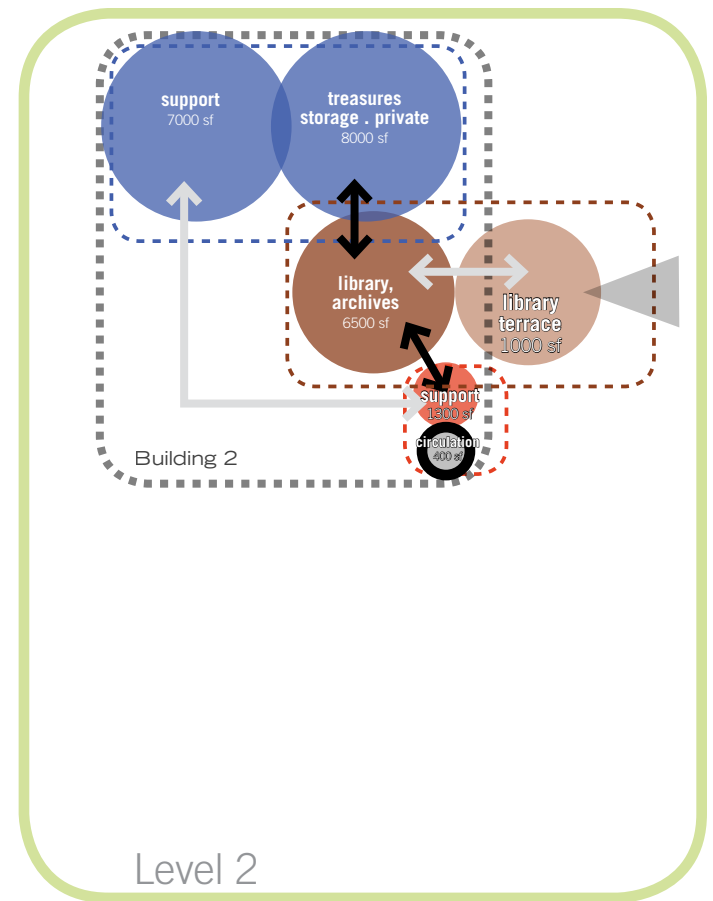 support
7000 sf
treasures
storage . private
8000 sf
library,
archives
6500 sf
library
terrace
1000 sf
support
1300 sf
circulation
400 sf
Building 2
Level 2